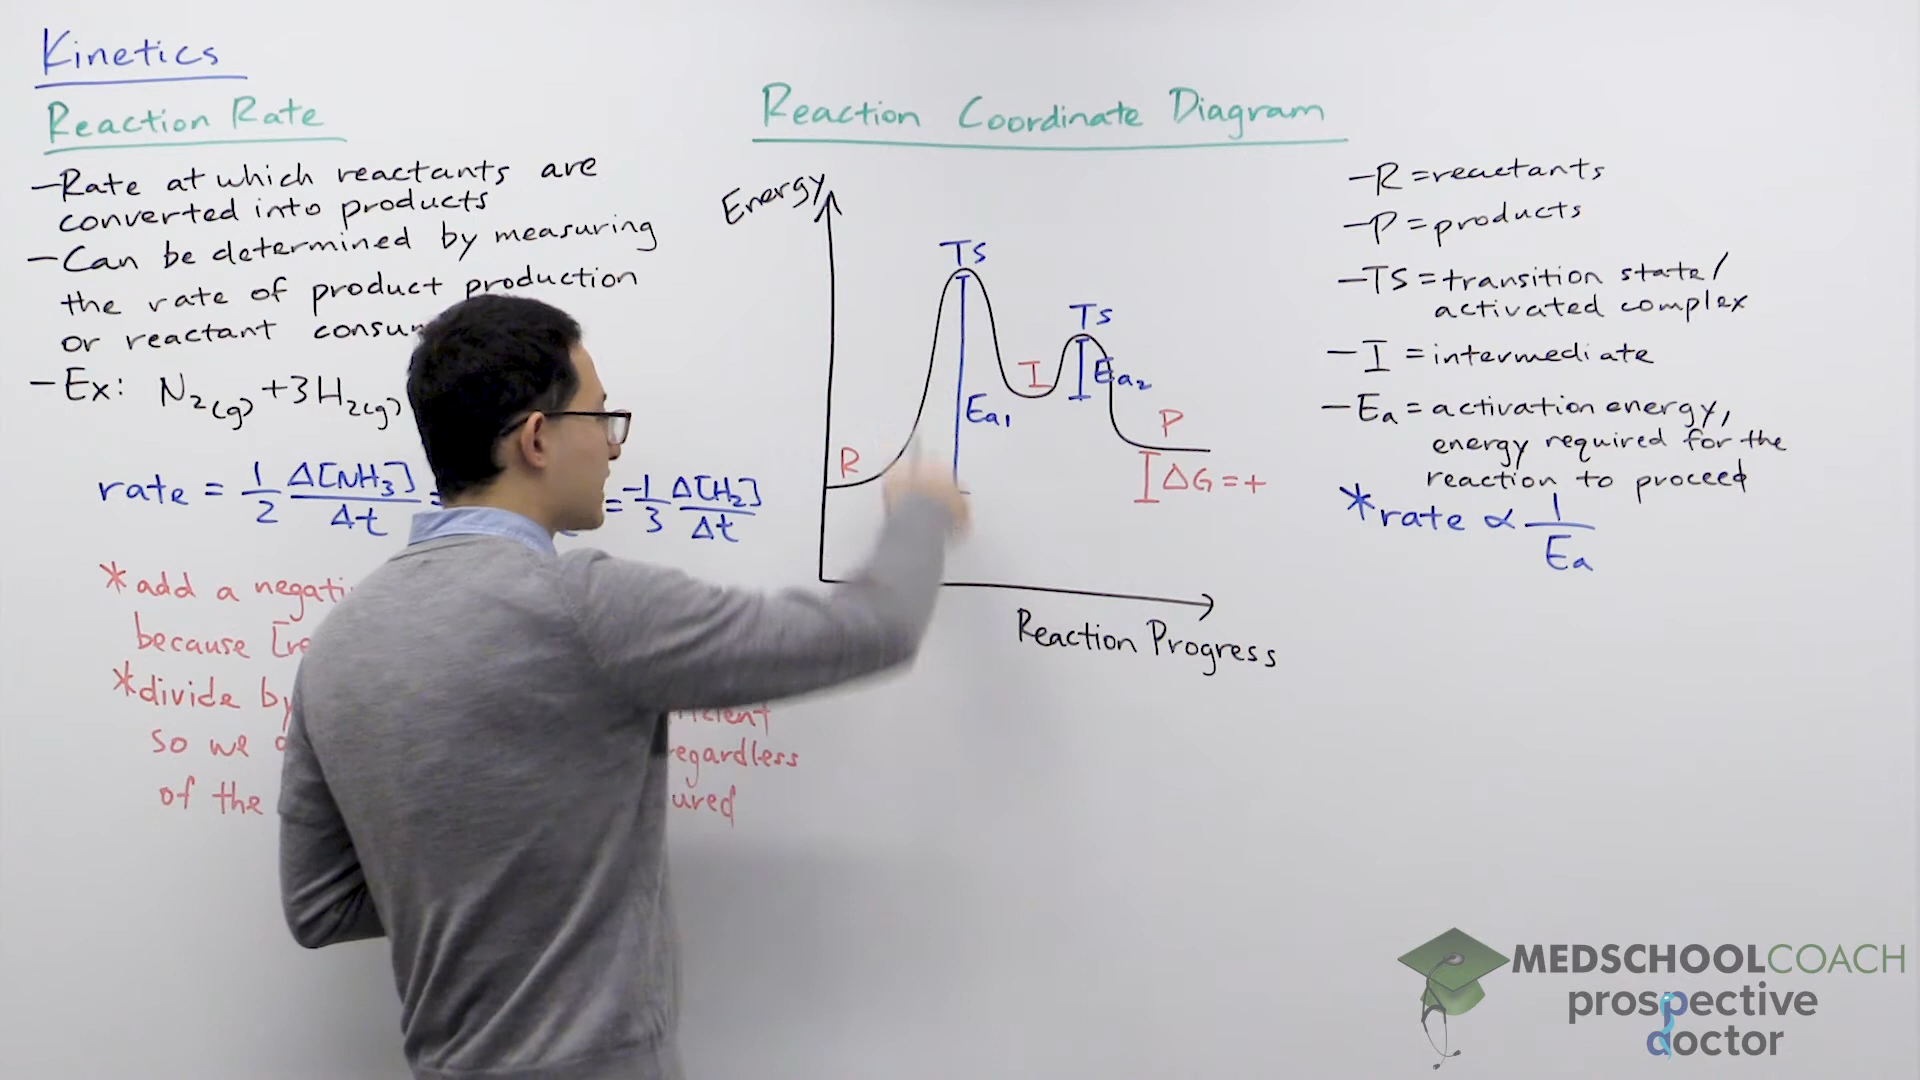 Kinetics
Reaction Rate
-Rate at which reactants are
converted into products
-Can be determined by measuring
the rate of product production
or reactant
-Ex: N₂(g) + 3H₂(g)
rate = 1/2 Δ[NH₃]/Δt = = -1/3 Δ[H₂]/Δt
*add a
because
*divide by
so we regardless
of the
Reaction Coordinate Diagram
Energy
TS
TS
I
Ea₂
Ea₁
P
R
ΔG = +
Reaction Progress
-R = reactants
-P = products
-TS = transition state/
activated complex
-I = intermediate
-Ea = activation energy,
energy required for the
reaction to proceed
*rate ∝ 1/Ea
MEDSCHOOLCOACH
prospective
doctor